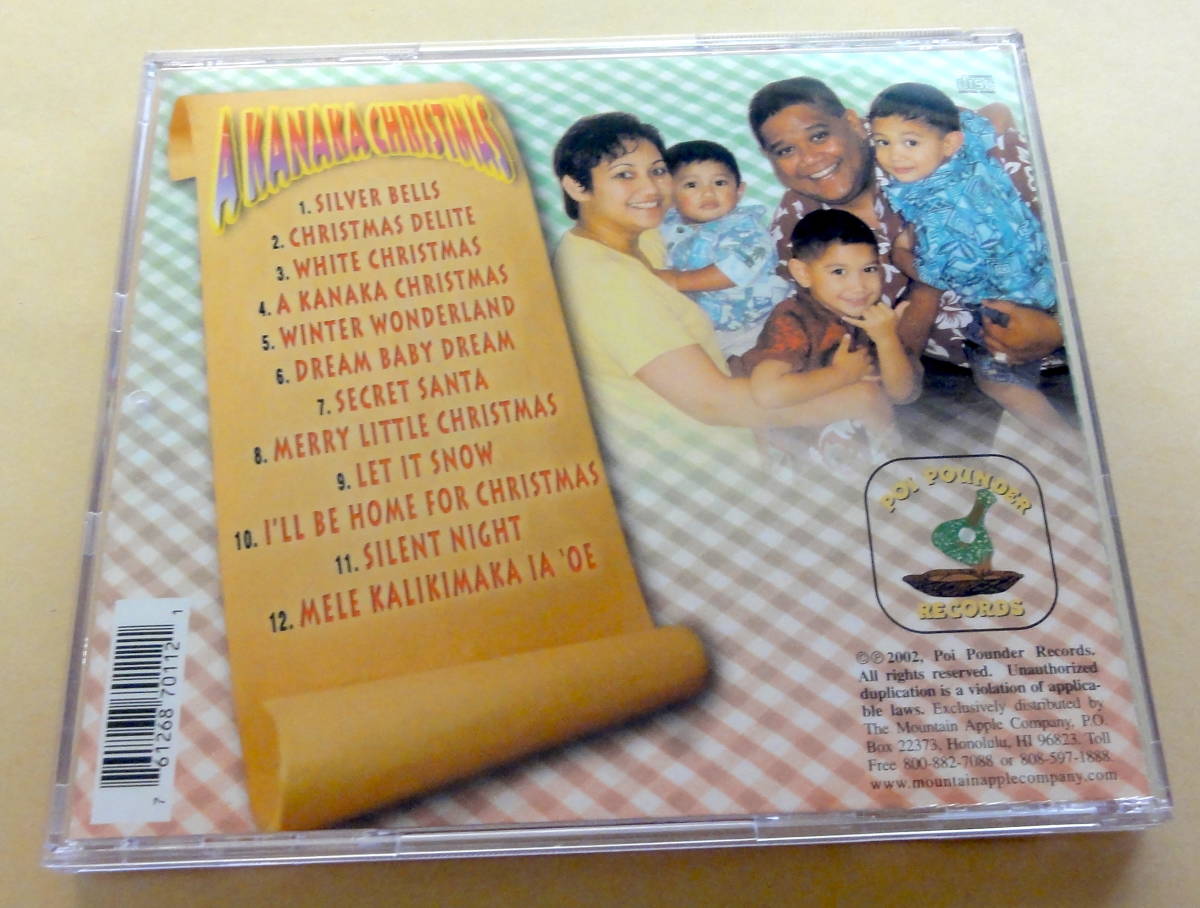 A KANAKA CHRISTMAS
1. SILVER BELLS
2. CHRISTMAS DELITE
3. WHITE CHRISTMAS
4. A KANAKA CHRISTMAS
5. WINTER WONDERLAND
6. DREAM BABY DREAM
7. SECRET SANTA
8. MERRY LITTLE CHRISTMAS
9. LET IT SNOW
10. I'LL BE HOME FOR CHRISTMAS
11. SILENT NIGHT
12. MELE KALIKIMAKA IA 'OE
disc
POI POUNDER
RECORDS
©℗2002, Poi Pounder Records.
All rights reserved. Unauthorized
duplication is a violation of applica-
ble laws. Exclusively distributed by
The Mountain Apple Company, P.O.
Box 22373, Honolulu, HI 96823. Toll
Free 800-882-7088 or 808-597-1888.
www.mountainapplecompany.com
7 61268 70112 1